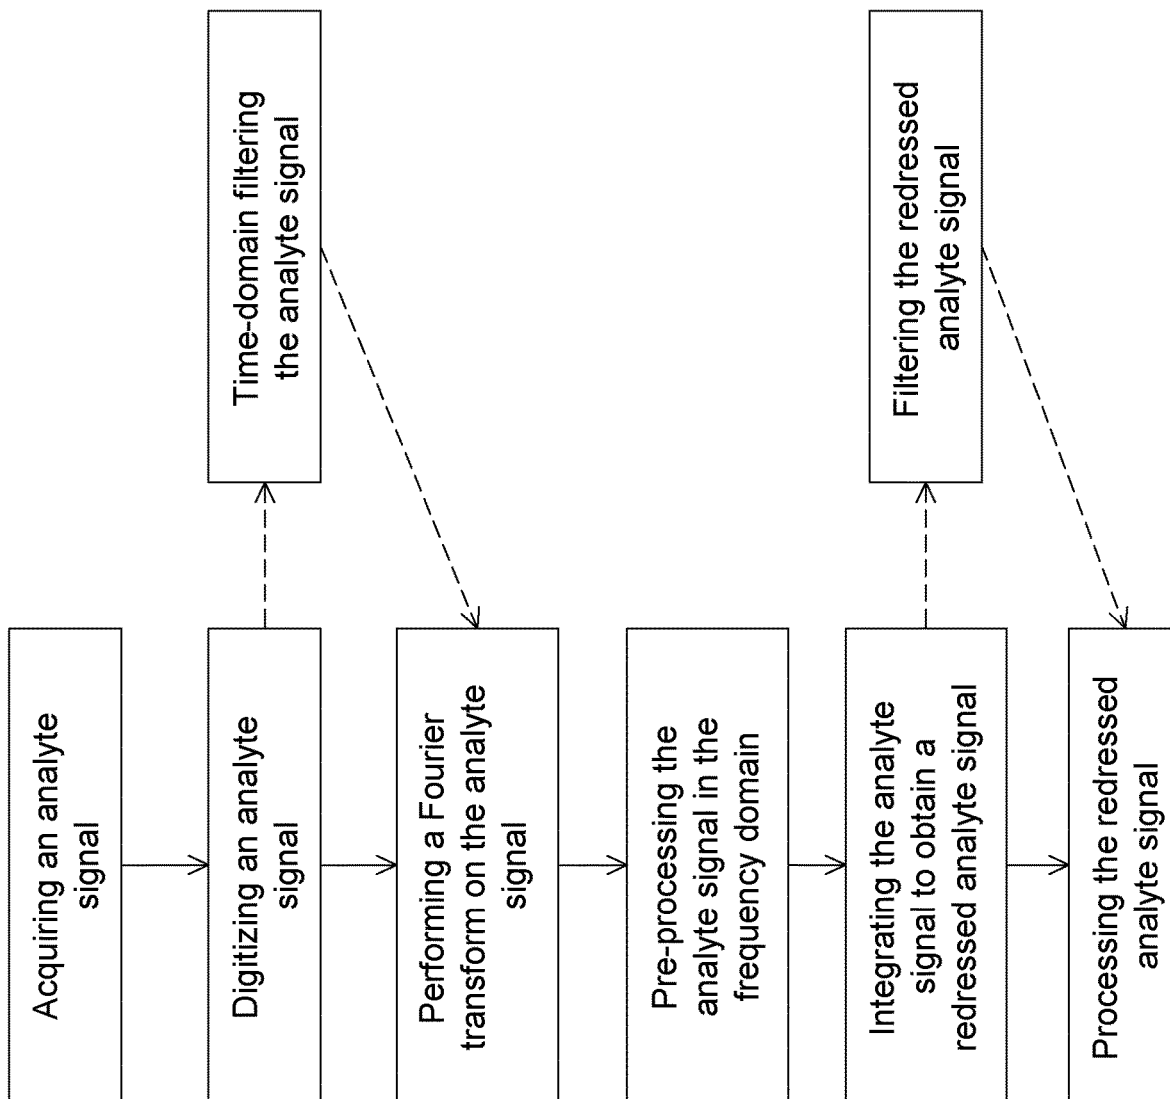 Acquiring an analyte
signal
Digitizing an analyte
signal
Time-domain filtering
the analyte signal
Performing a Fourier
transform on the analyte
signal
Pre-processing the
analyte signal in the
frequency domain
Integrating the analyte
signal to obtain a
redressed analyte signal
Filtering the redressed
analyte signal
Processing the redressed
analyte signal